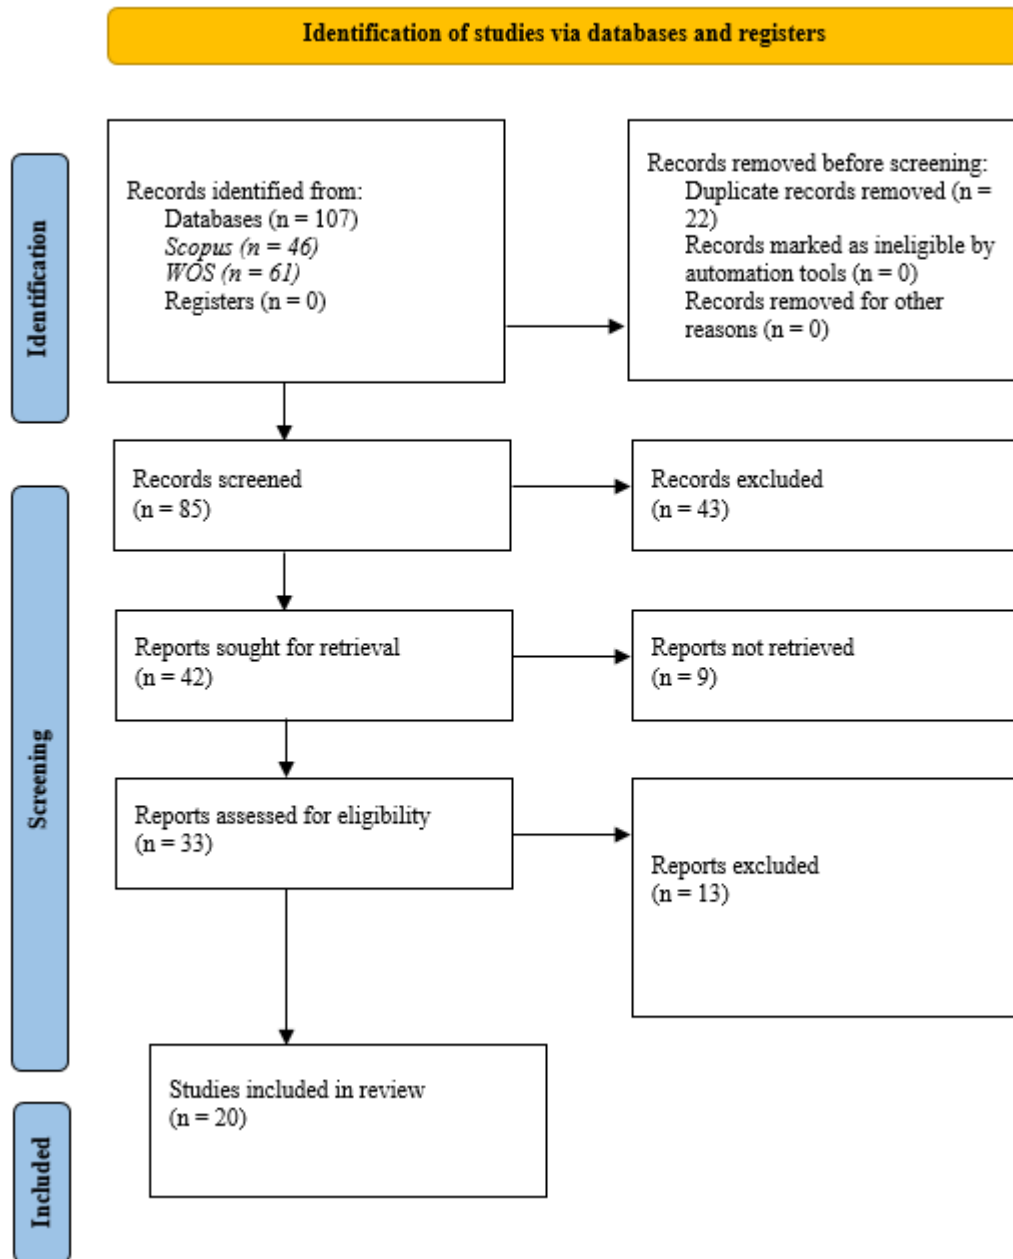 Identification of studies via databases and registers
Identification
Records identified from:
Databases (n = 107)
Scopus (n = 46)
WOS (n = 61)
Registers (n = 0)
Records removed before screening:
Duplicate records removed (n =
22)
Records marked as ineligible by
automation tools (n = 0)
Records removed for other
reasons (n = 0)
Screening
Records screened
(n = 85)
Records excluded
(n = 43)
Reports sought for retrieval
(n = 42)
Reports not retrieved
(n = 9)
Reports assessed for eligibility
(n = 33)
Reports excluded
(n = 13)
Included
Studies included in review
(n = 20)